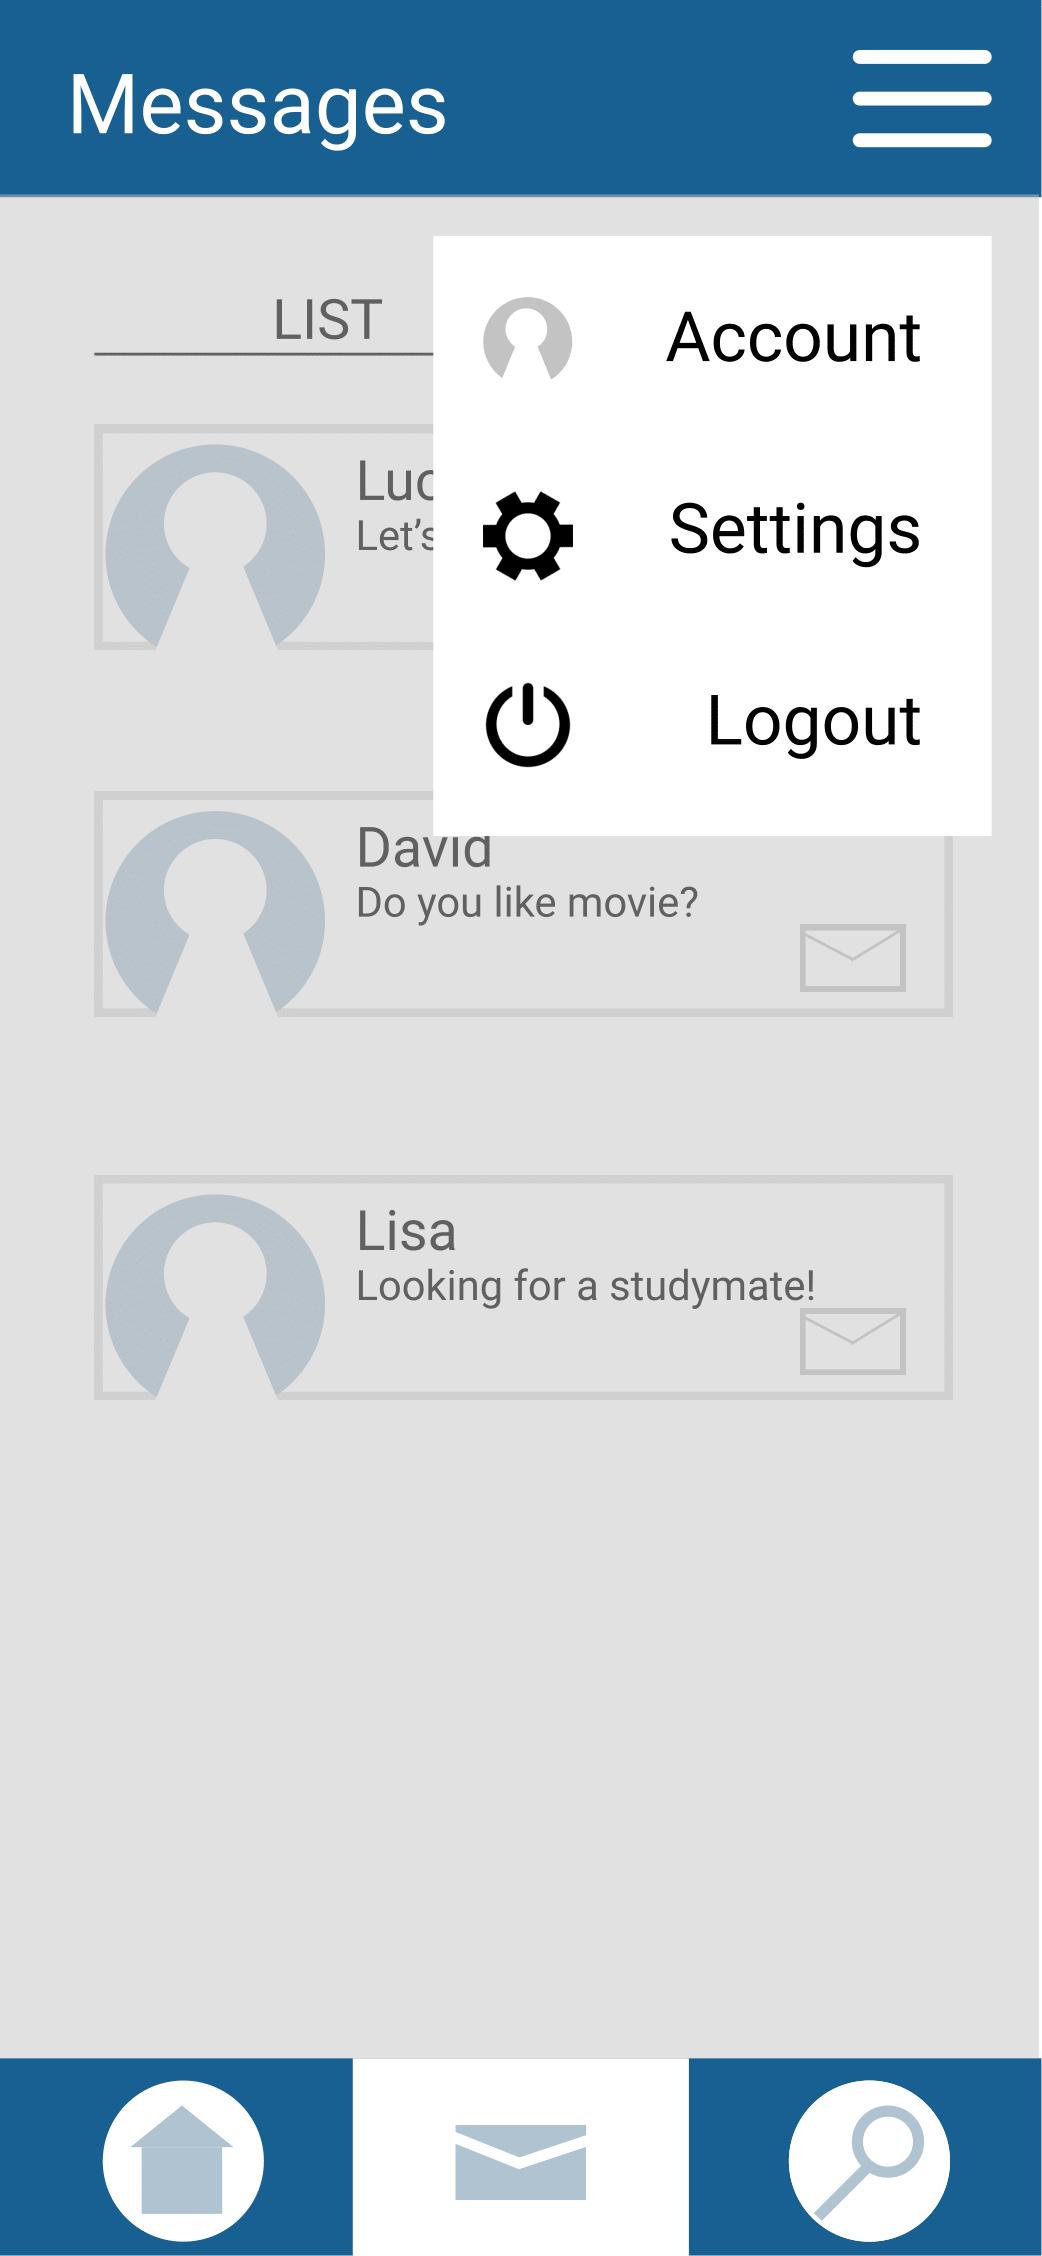 Messages
LIST
Account
Settings
Logout
Luc
Let's
David
Do you like movie?
Lisa
Looking for a studymate!